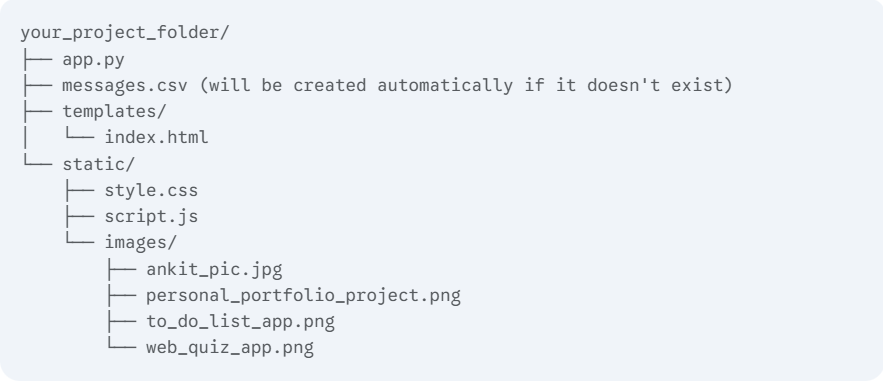 your_project_folder/
├── app.py
├── messages.csv (will be created automatically if it doesn't exist)
├── templates/
│   └── index.html
└── static/
    ├── style.css
    ├── script.js
    └── images/
        ├── ankit_pic.jpg
        ├── personal_portfolio_project.png
        ├── to_do_list_app.png
        └── web_quiz_app.png